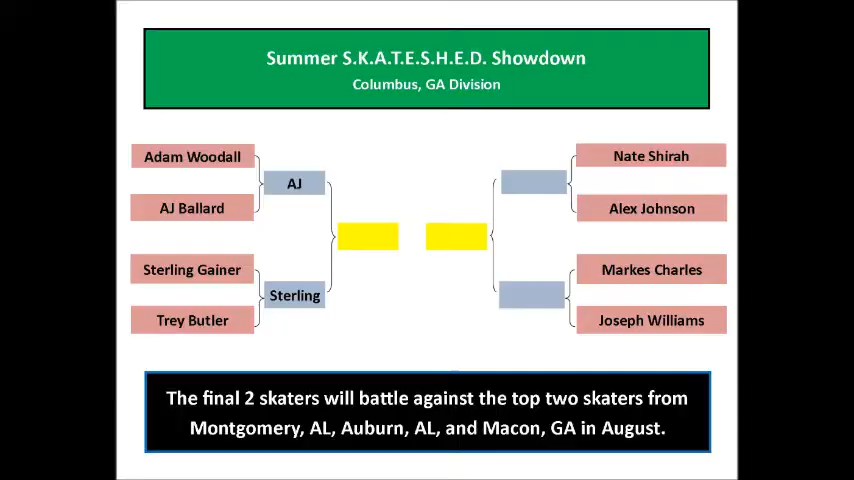 Summer S.K.A.T.E.S.H.E.D. Showdown
Columbus, GA Division
Adam Woodall
AJ
AJ Ballard
Sterling Gainer
Sterling
Trey Butler
Nate Shirah
Alex Johnson
Markes Charles
Joseph Williams
The final 2 skaters will battle against the top two skaters from
Montgomery, AL, Auburn, AL, and Macon, GA in August.